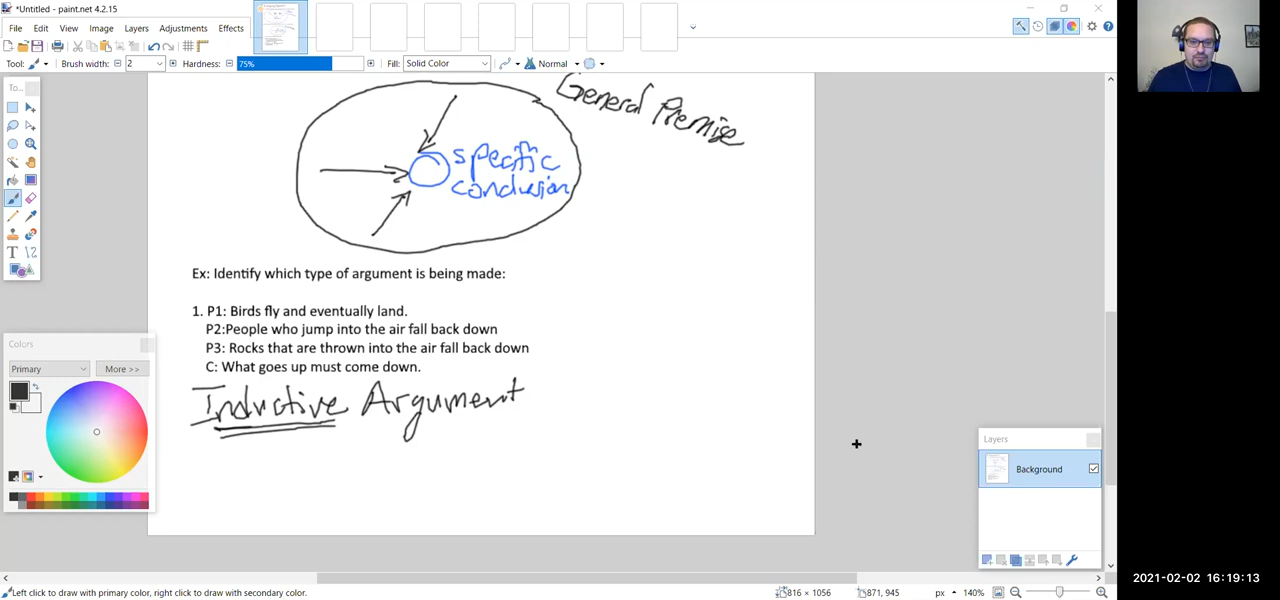 *Untitled - paint.net 4.2.15
File Edit View Image Layers Adjustments Effects
Tool: Brush width: 2 Hardness: 75% Fill: Solid Color Normal
To...
General Premise
specific
conclusion
Ex: Identify which type of argument is being made:
1. P1: Birds fly and eventually land.
P2:People who jump into the air fall back down
P3: Rocks that are thrown into the air fall back down
C: What goes up must come down.
Inductive Argument
Colors
Primary More >>
Layers
Background
2021-02-02 16:19:13
Left click to draw with primary color, right click to draw with secondary color. 816 × 1056 871, 945 px 140%